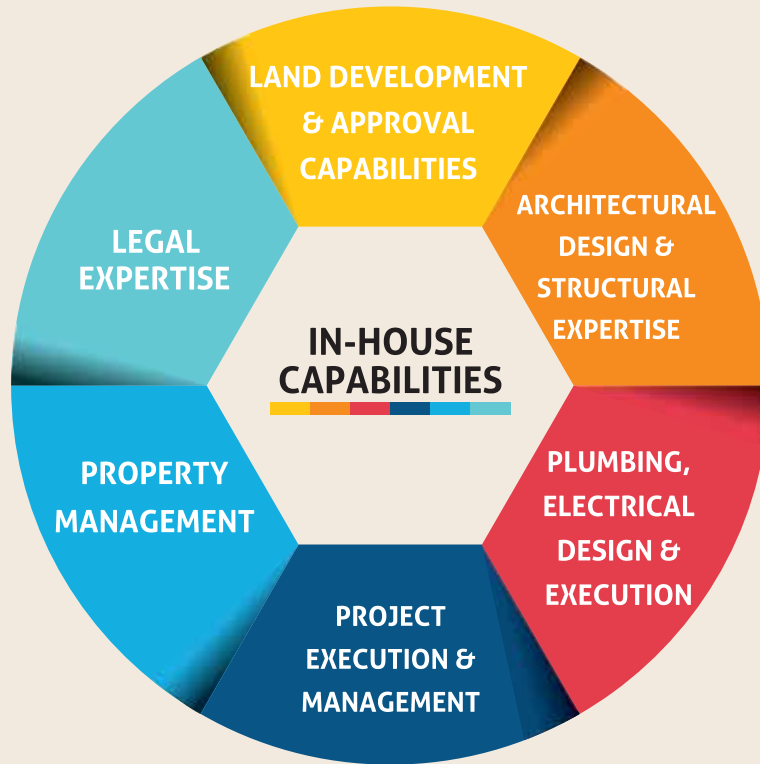 LAND DEVELOPMENT
& APPROVAL
CAPABILITIES
ARCHITECTURAL
DESIGN &
STRUCTURAL
EXPERTISE
PLUMBING,
ELECTRICAL
DESIGN &
EXECUTION
PROJECT
EXECUTION &
MANAGEMENT
PROPERTY
MANAGEMENT
LEGAL
EXPERTISE
IN-HOUSE
CAPABILITIES